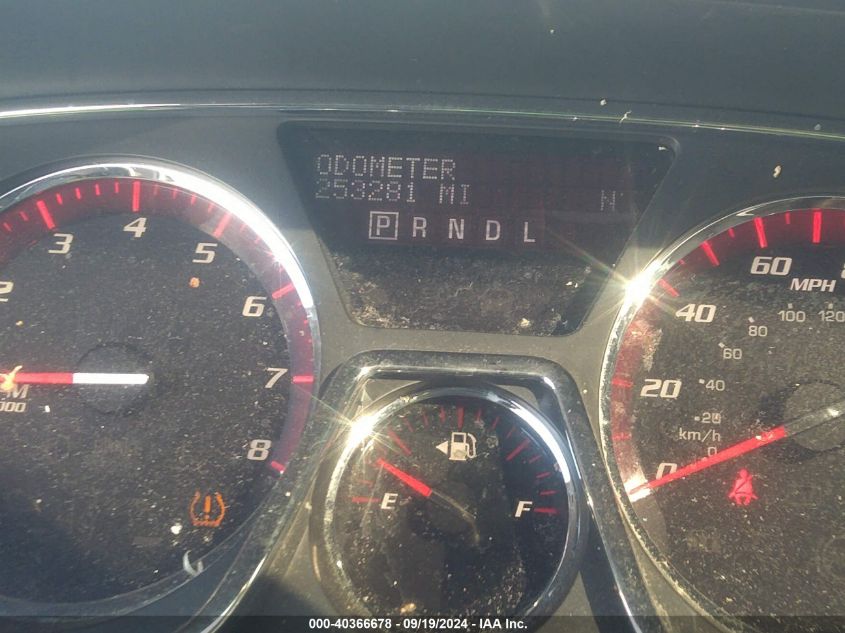 ODOMETER
253281 MI N
P R N D L
2 3 4 5 6 7 8
000
E F
0 20 40 60
MPH
0 20 40 60 80 100 120
km/h
000-40366678 - 09/19/2024 - IAA Inc.